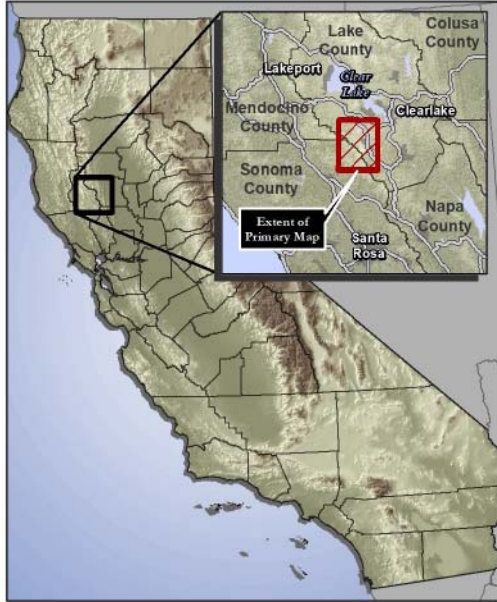 Lake
County
Colusa
County
Lakeport
Clear
Lake
Clearlake
Mendocino
County
Sonoma
County
Napa
County
Extent of
Primary Map
Santa
Rosa